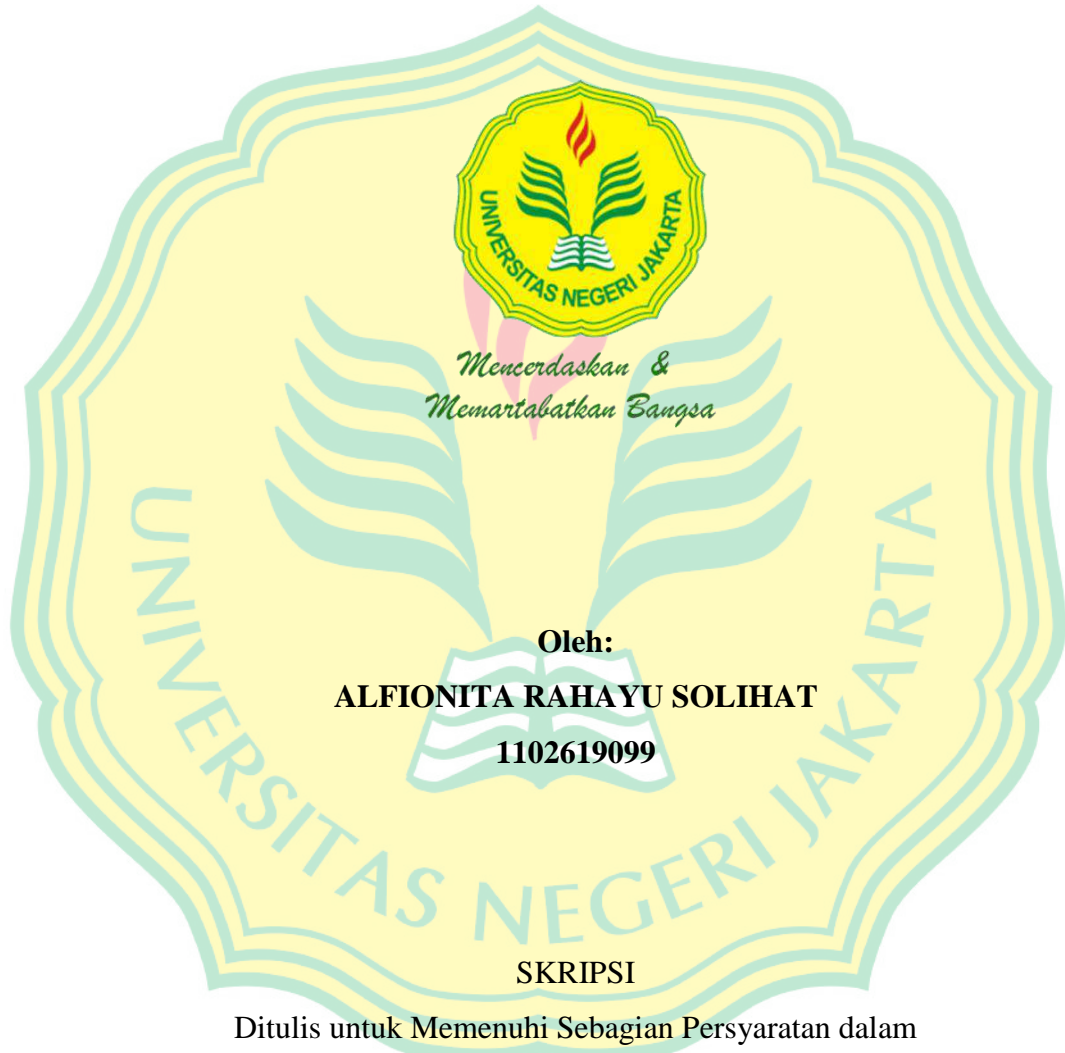 UNIVERSITAS NEGERI JAKARTA
Mencerdaskan &
Memartabatkan Bangsa
UNIVERSITAS NEGERI JAKARTA
Oleh:
ALFIONITA RAHAYU SOLIHAT
1102619099
SKRIPSI
Ditulis untuk Memenuhi Sebagian Persyaratan dalam